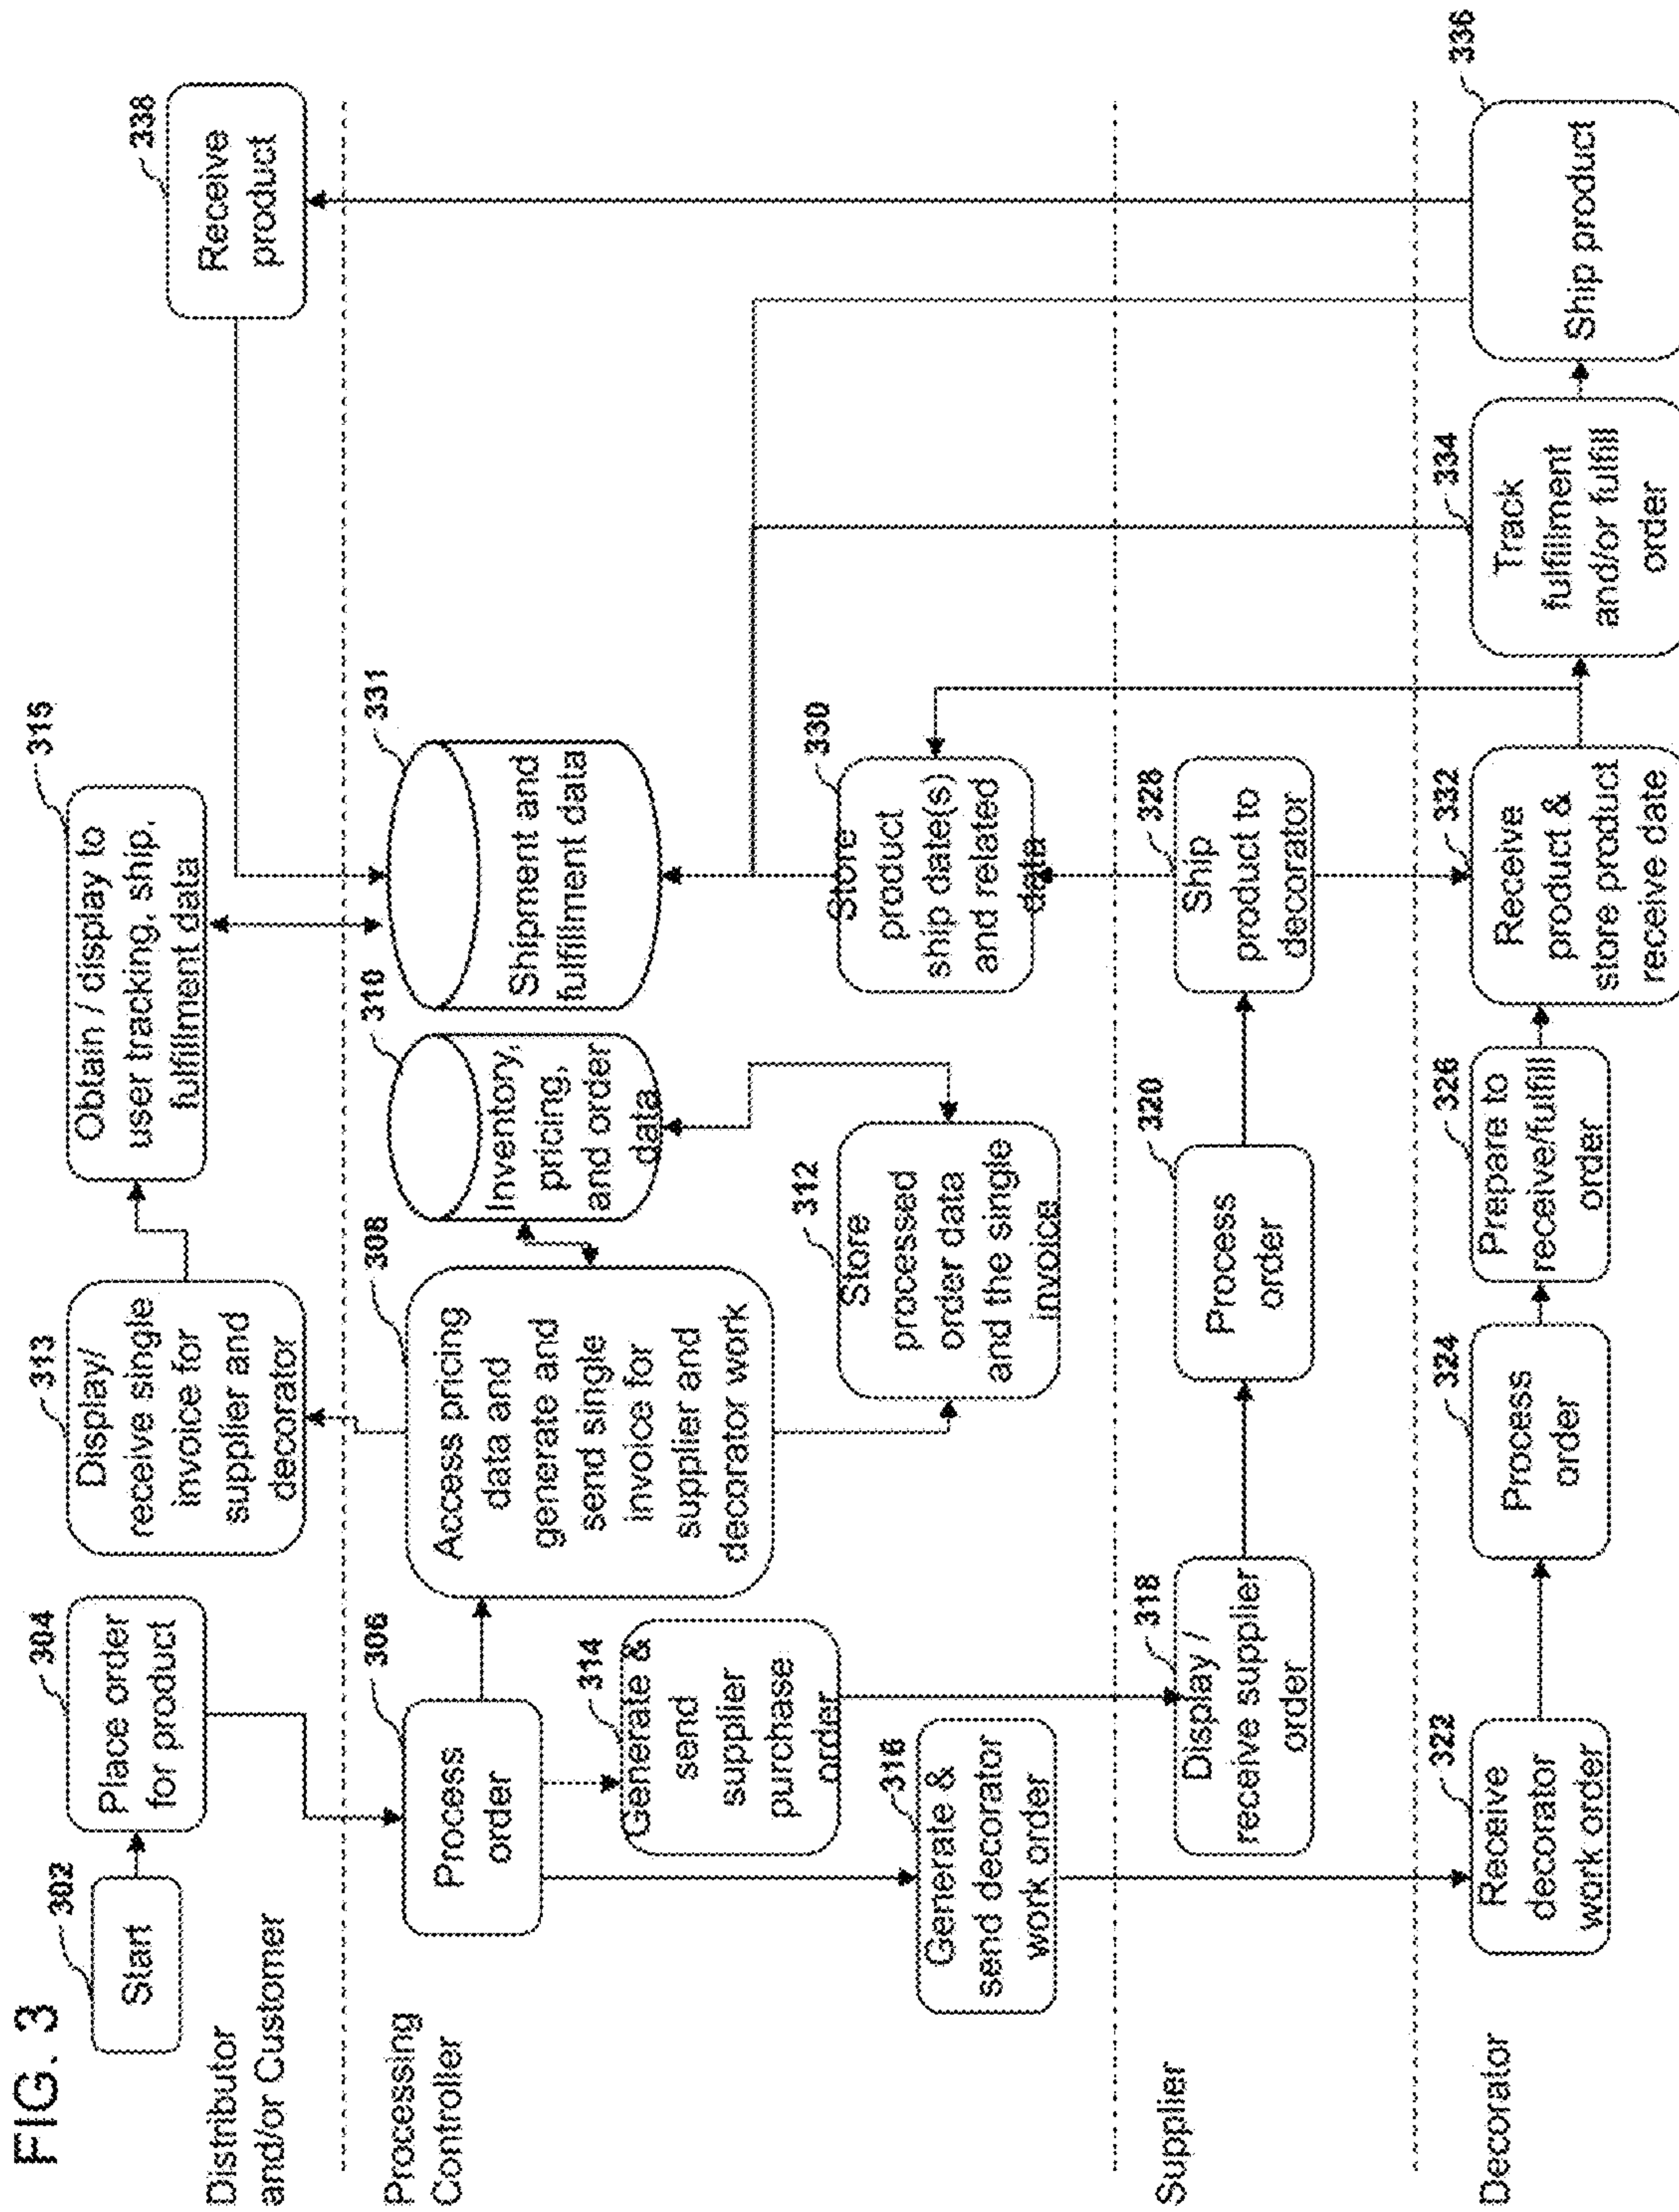 FIG. 3
302
Start
304
Place order
for product
313
Display/
receive single
invoice for
supplier and
decorator
315
Obtain / display to
user tracking, ship,
fulfillment data
338
Receive
product
Distributor
and/or Customer
Processing
Controller
306
Process
order
308
Access pricing
data and
generate and
send single
invoice for
supplier and
decorator work
310
Inventory,
pricing,
and order
data
331
Shipment and
fulfillment data
314
Generate &
send
supplier
purchase
order
316
Generate &
send decorator
work order
312
Store
processed
order data
and the single
invoice
330
Store
product
ship date(s)
and related
data
Supplier
318
Display /
receive supplier
order
320
Process
order
328
Ship
product to
decorator
Decorator
322
Receive
decorator
work order
324
Process
order
326
Prepare to
receive/fulfill
order
332
Receive
product &
store product
receive date
334
Track
fulfillment
and/or fulfill
order
336
Ship product